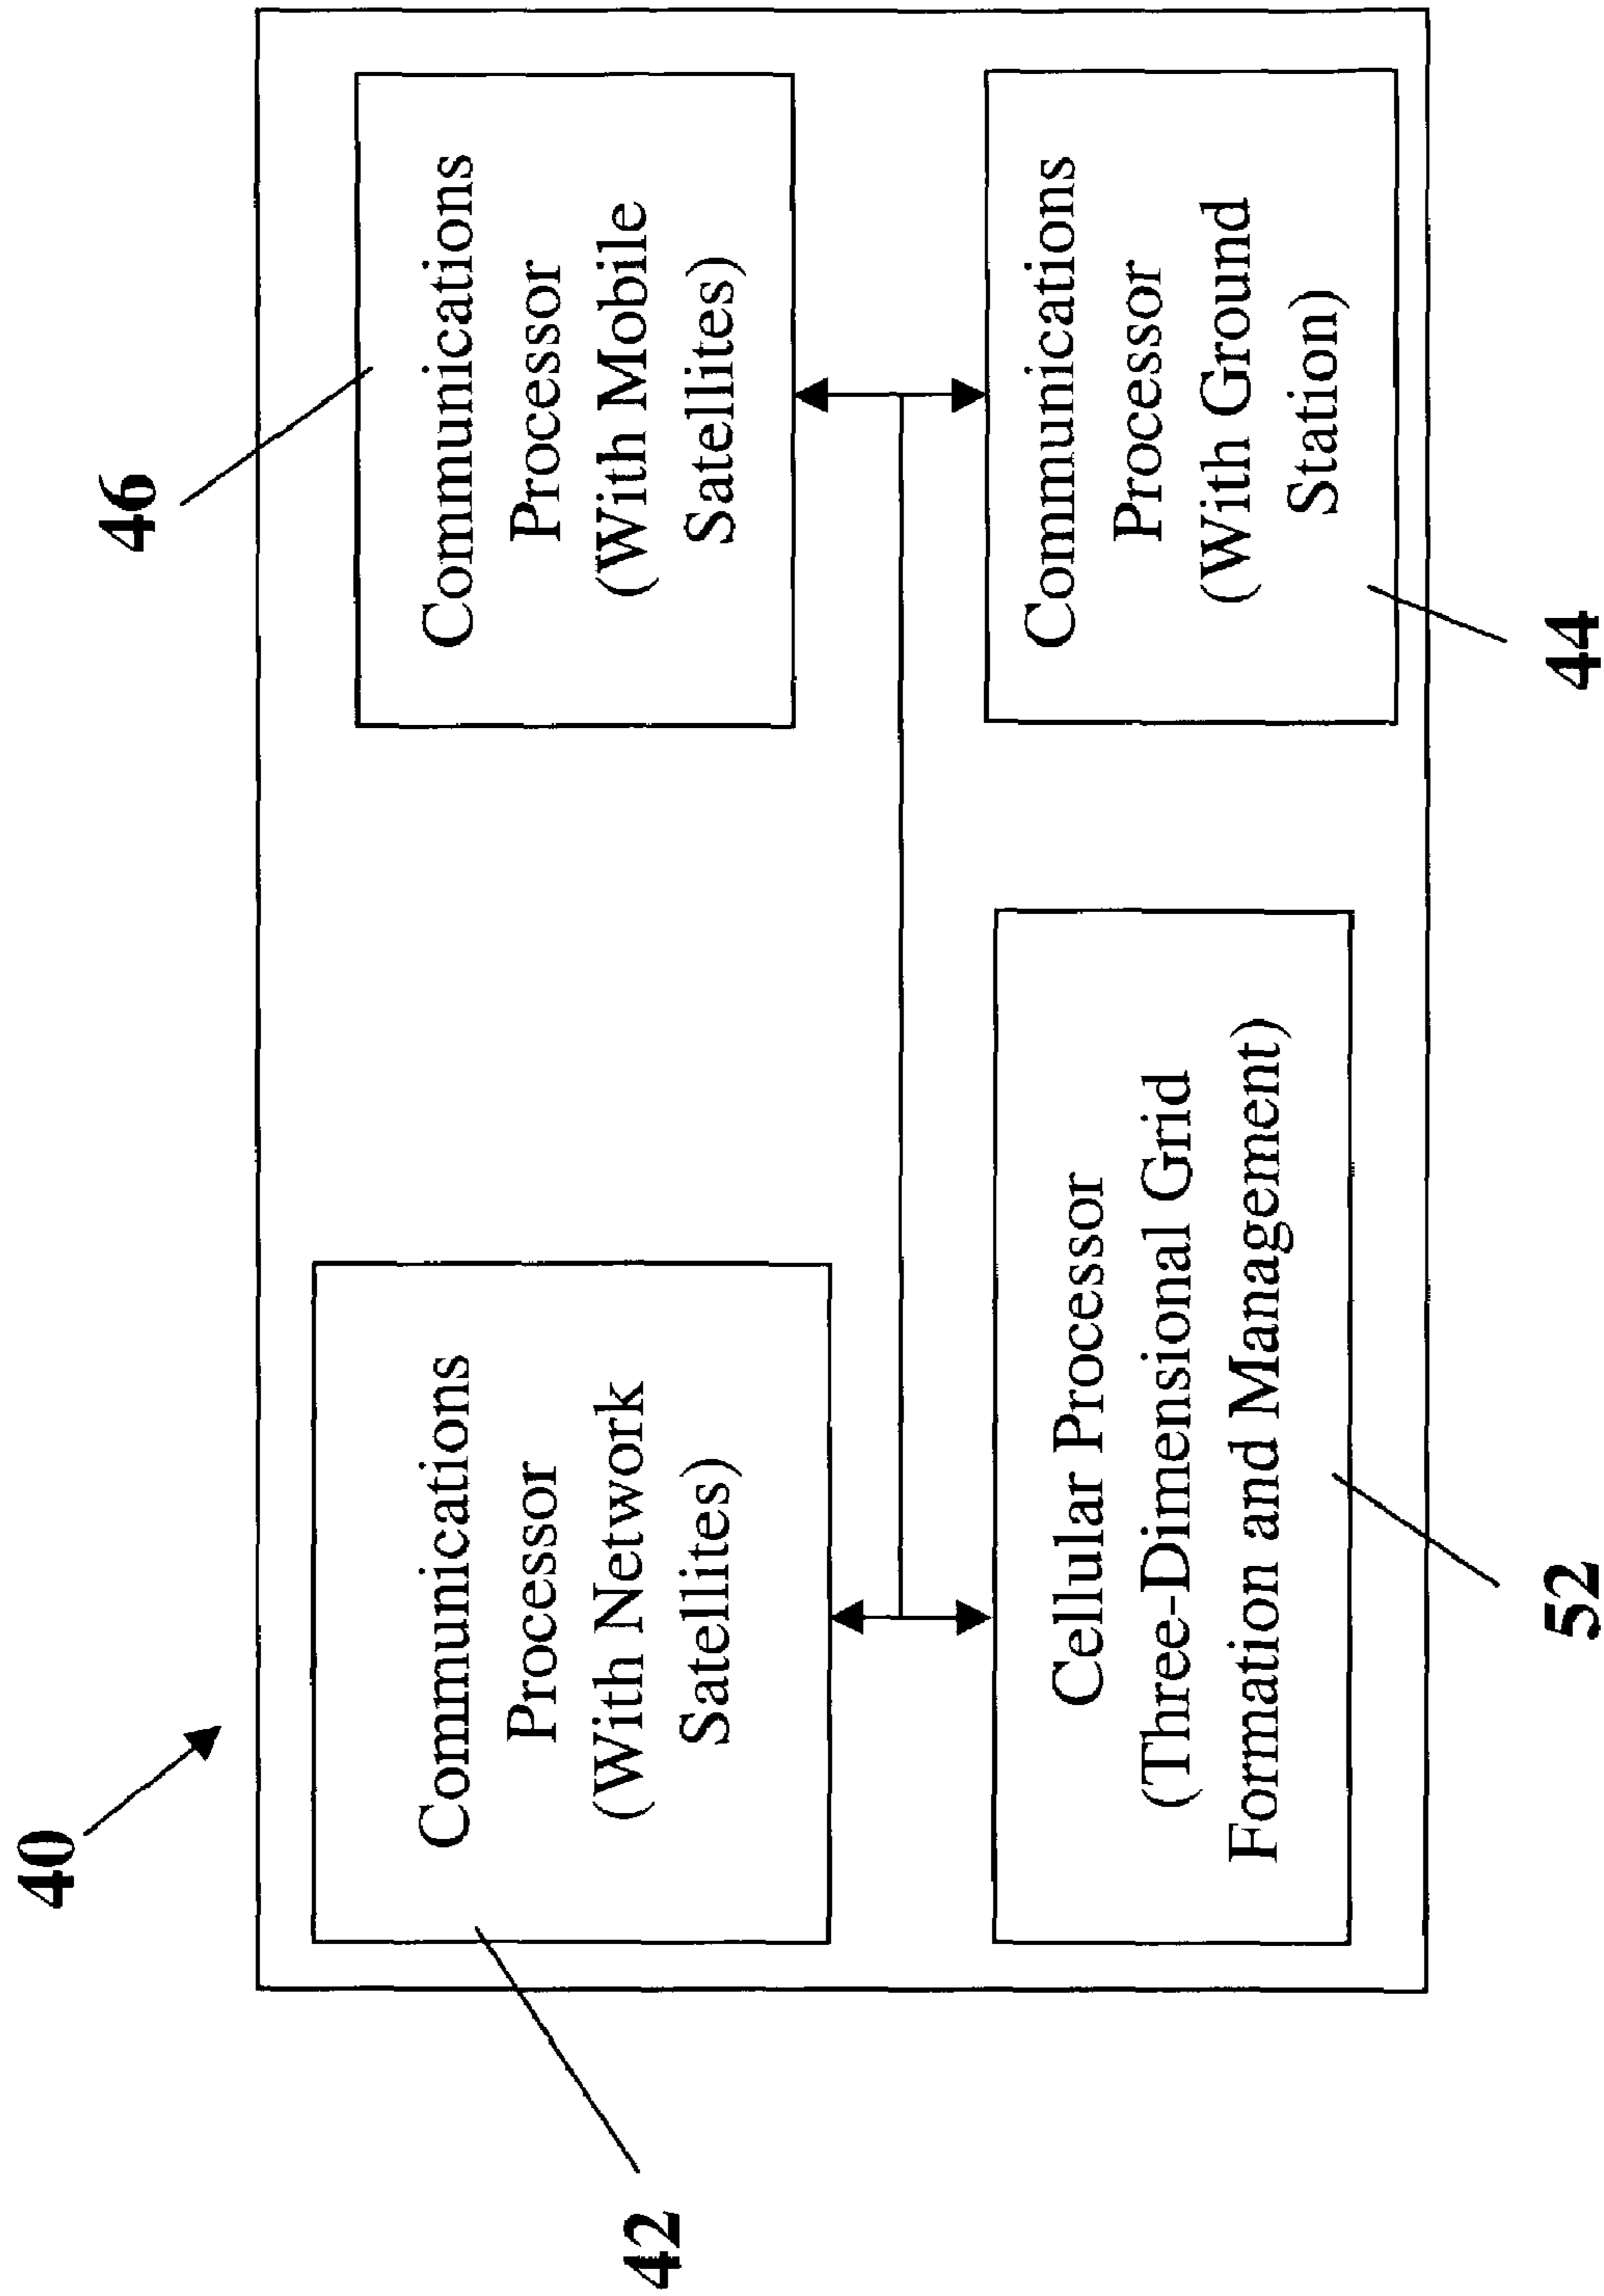 40
46
42
Communications
Processor
(With Network
Satellites)
Communications
Processor
(With Mobile
Satellites)
Cellular Processor
(Three-Dimensional Grid
Formation and Management)
Communications
Processor
(With Ground
Station)
52
44